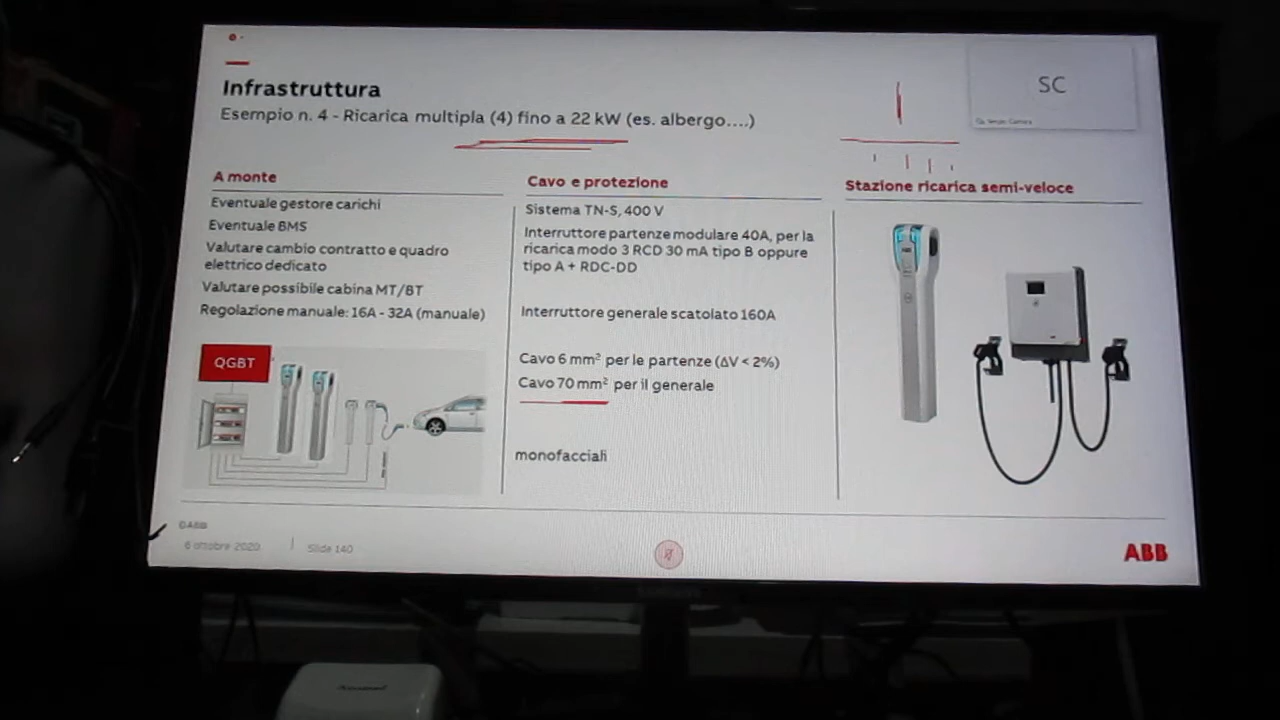 Infrastruttura
Esempio n. 4 - Ricarica multipla (4) fino a 22 kW (es. albergo....)
SC
A monte
Eventuale gestore carichi
Eventuale BMS
Valutare cambio contratto e quadro
elettrico dedicato
Valutare possibile cabina MT/BT
Regolazione manuale: 16A - 32A (manuale)
QGBT
Cavo e protezione
Sistema TN-S, 400 V
Interruttore partenze modulare 40A, per la
ricarica modo 3 RCD 30 mA tipo B oppure
tipo A + RDC-DD
Interruttore generale scatolato 160A
Cavo 6 mm² per le partenze (ΔV < 2%)
Cavo 70 mm² per il generale
monofacciali
Stazione ricarica semi-veloce
©ABB
6 ottobre 2020
Slide 140
ABB